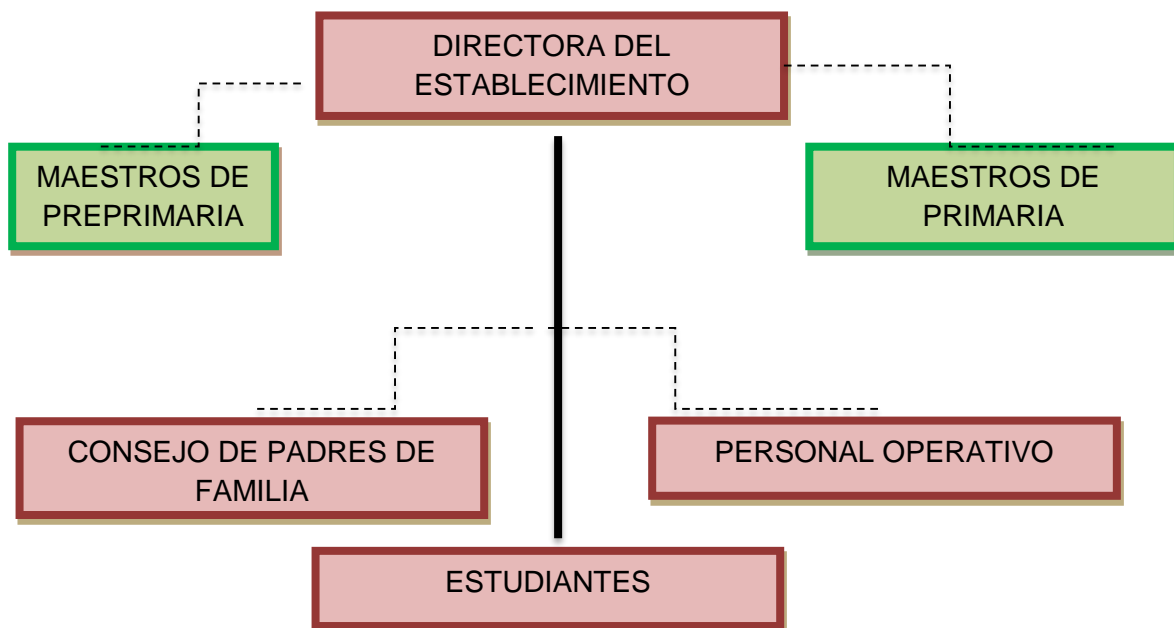 DIRECTORA DEL
ESTABLECIMIENTO
MAESTROS DE
PREPRIMARIA
MAESTROS DE
PRIMARIA
CONSEJO DE PADRES DE
FAMILIA
PERSONAL OPERATIVO
ESTUDIANTES